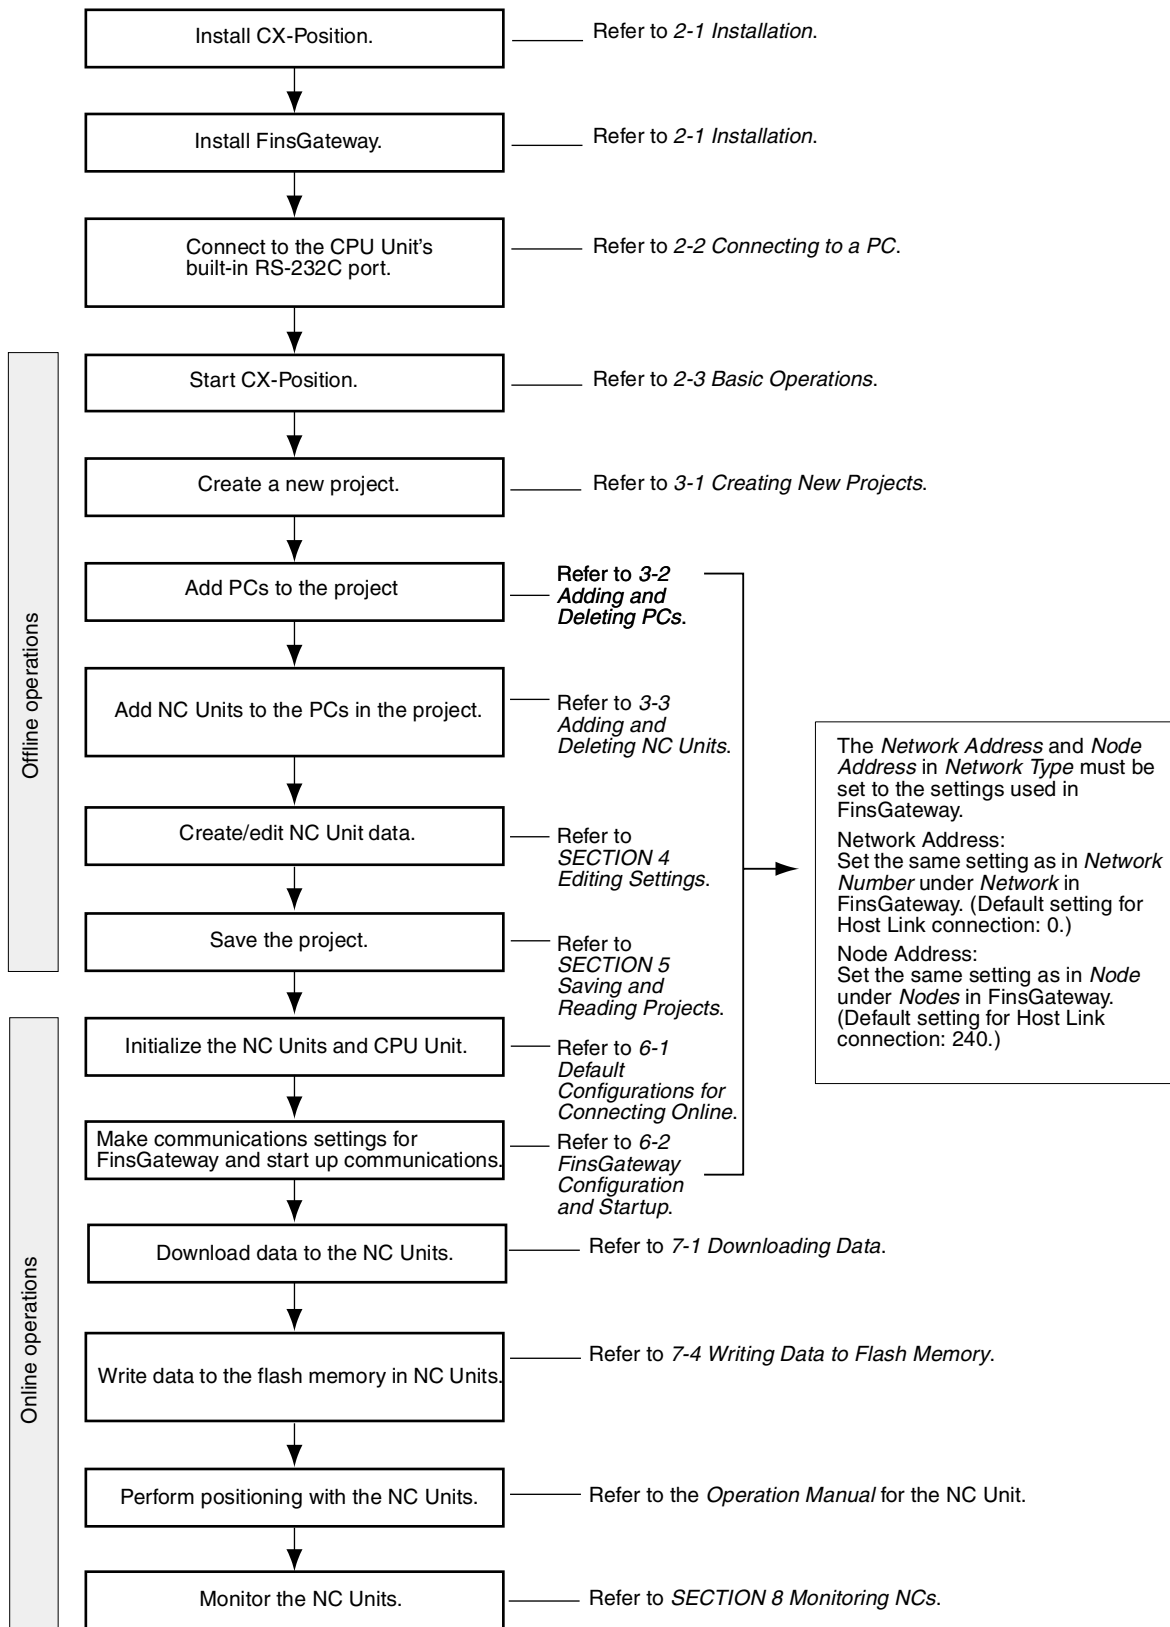 Install CX-Position.
Refer to 2-1 Installation.
Install FinsGateway.
Refer to 2-1 Installation.
Connect to the CPU Unit's
built-in RS-232C port.
Refer to 2-2 Connecting to a PC.
Offline operations
Start CX-Position.
Refer to 2-3 Basic Operations.
Create a new project.
Refer to 3-1 Creating New Projects.
Add PCs to the project
Refer to 3-2
Adding and
Deleting PCs.
Add NC Units to the PCs in the project.
Refer to 3-3
Adding and
Deleting NC Units.
Create/edit NC Unit data.
Refer to
SECTION 4
Editing Settings.
Save the project.
Refer to
SECTION 5
Saving and
Reading Projects.
The Network Address and Node
Address in Network Type must be
set to the settings used in
FinsGateway.
Network Address:
Set the same setting as in Network
Number under Network in
FinsGateway. (Default setting for
Host Link connection: 0.)
Node Address:
Set the same setting as in Node
under Nodes in FinsGateway.
(Default setting for Host Link
connection: 240.)
Online operations
Initialize the NC Units and CPU Unit.
Refer to 6-1
Default
Configurations for
Connecting Online.
Make communications settings for
FinsGateway and start up communications.
Refer to 6-2
FinsGateway
Configuration
and Startup.
Download data to the NC Units.
Refer to 7-1 Downloading Data.
Write data to the flash memory in NC Units.
Refer to 7-4 Writing Data to Flash Memory.
Perform positioning with the NC Units.
Refer to the Operation Manual for the NC Unit.
Monitor the NC Units.
Refer to SECTION 8 Monitoring NCs.